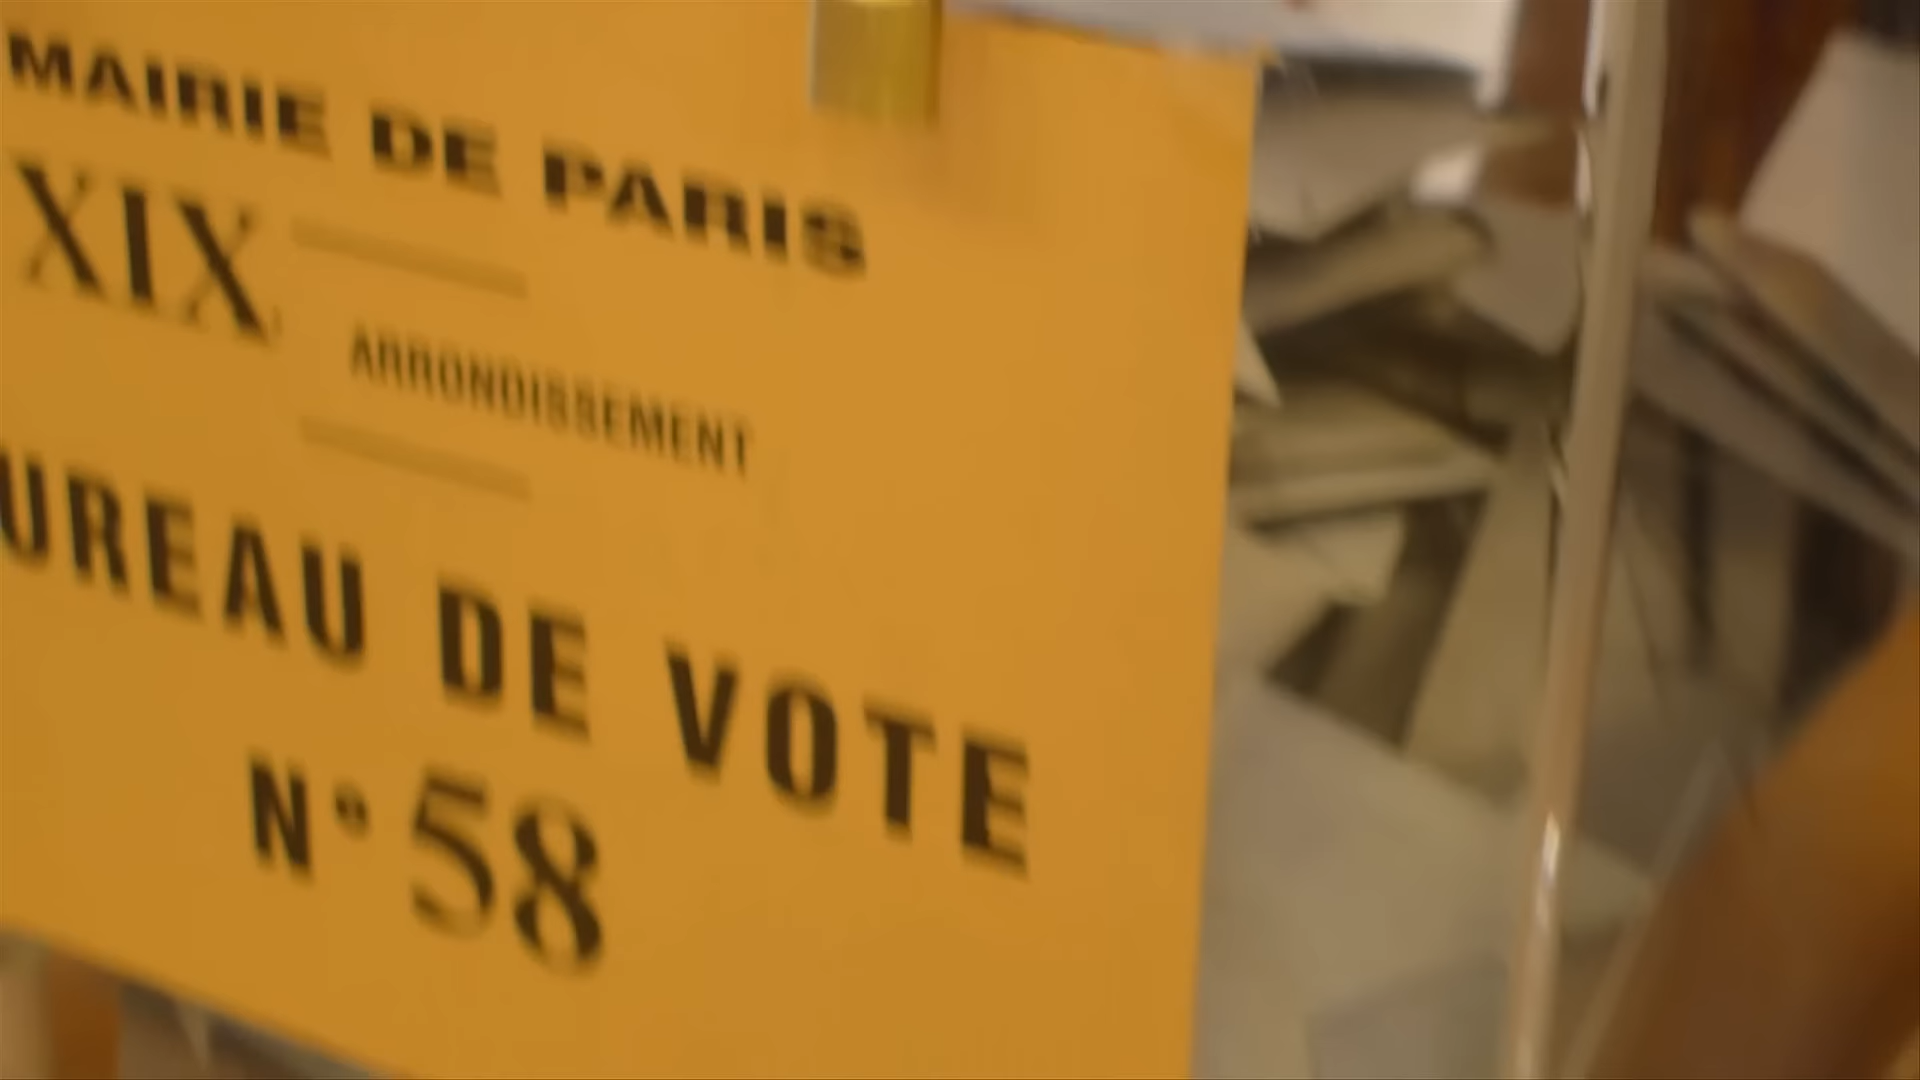 MAIRIE DE PARIS
XIX
ARRONDISSEMENT
UREAU DE VOTE
N° 58